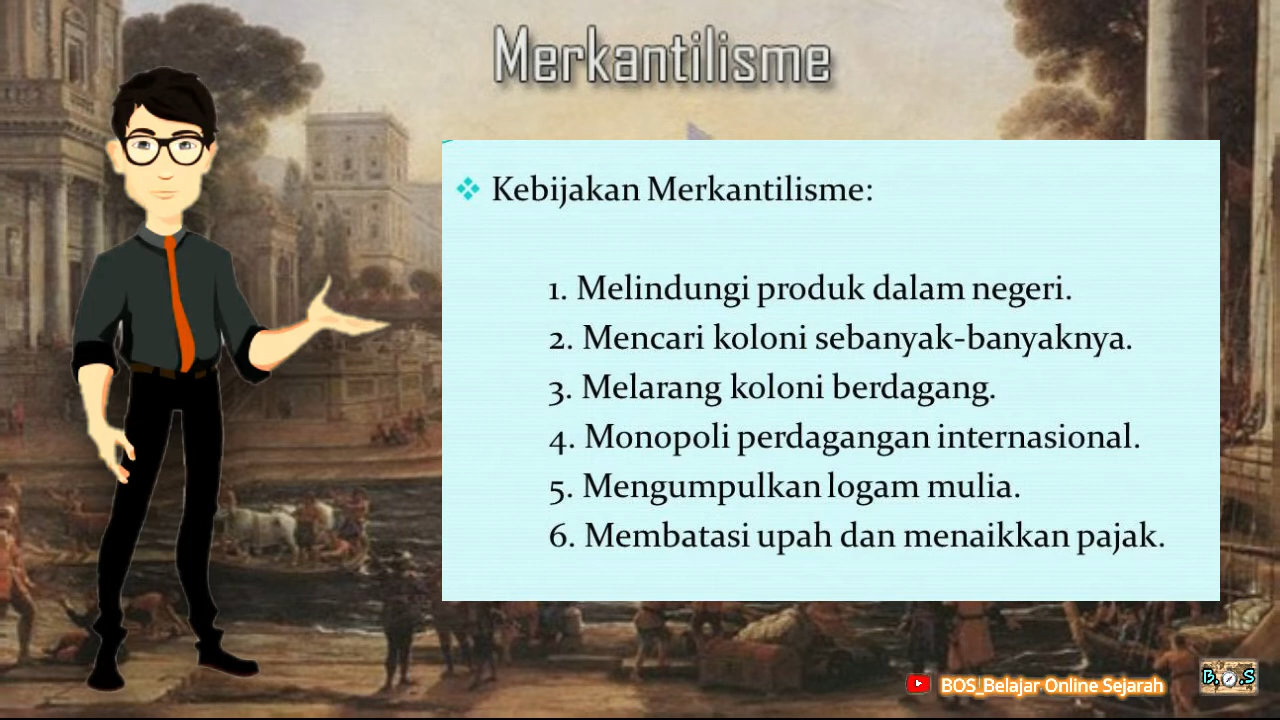 Merkantilisme
Kebijakan Merkantilisme:
1. Melindungi produk dalam negeri.
2. Mencari koloni sebanyak-banyaknya.
3. Melarang koloni berdagang.
4. Monopoli perdagangan internasional.
5. Mengumpulkan logam mulia.
6. Membatasi upah dan menaikkan pajak.
BOS_Belajar Online Sejarah
B.O.S